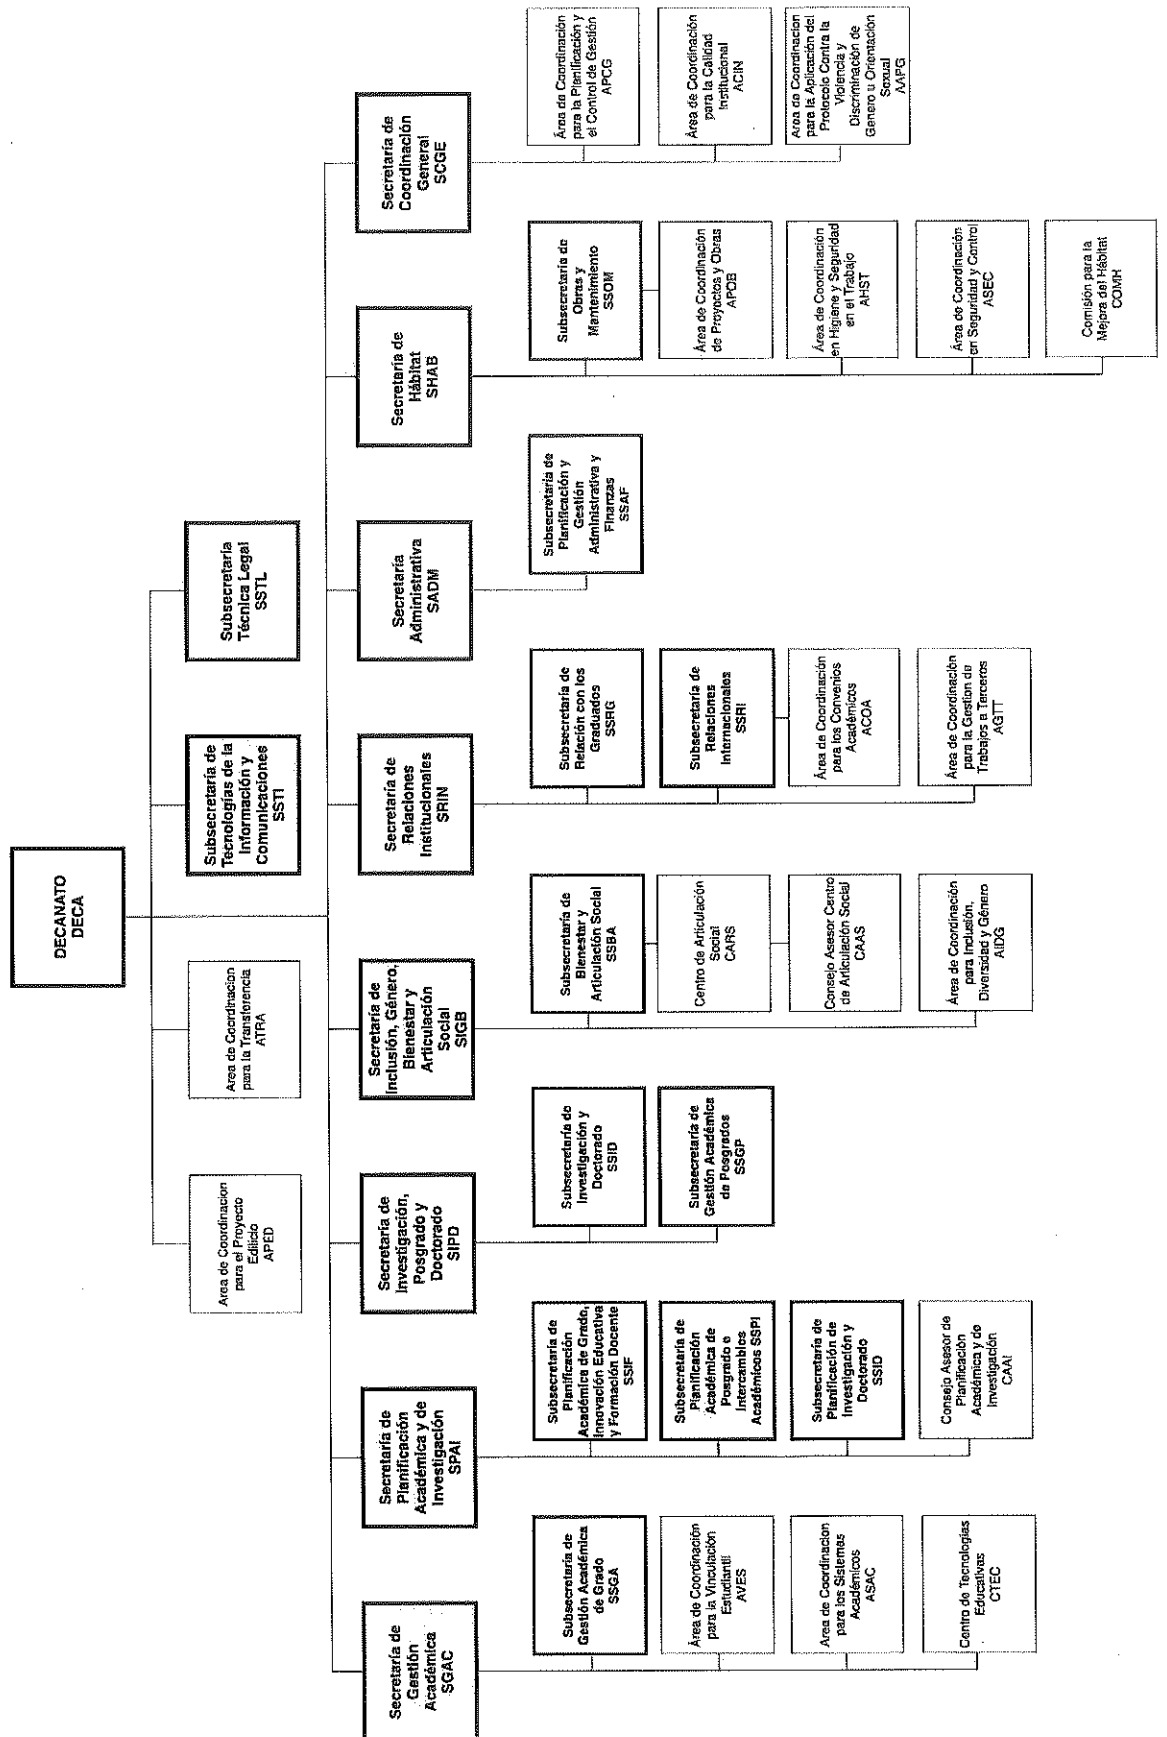 DECANATO
DECA
Area de Coordinacion
para el Proyecto
Edilicio
APED
Area de Coordinacion
para la Transferencia
ATRA
Subsecretaría de
Tecnologías de la
Información y
Comunicaciones
SSTI
Subsecretaría
Técnica Legal
SSTL
Secretaría de
Gestión
Académica
SGAC
Secretaría de
Planificación
Académica y de
Investigación
SPAI
Secretaría de
Investigación,
Posgrado y
Doctorado
SIPD
Secretaría de
Inclusión, Género,
Bienestar y
Articulación
Social
SIGB
Secretaría de
Relaciones
Institucionales
SRIN
Secretaría
Administrativa
SADM
Secretaría de
Hábitat
SHAB
Secretaría de
Coordinación
General
SCGE
Subsecretaría de
Gestión Académica
de Grado
SSGA
Área de Coordinación
para la Vinculación
Estudiantil
AVES
Area de Coordinacion
para los Sistemas
Académicos
ASAC
Centro de Tecnologías
Educativas
CTEC
Subsecretaría de
Planificación
Académica de Grado,
Innovación Educativa
y Formación Docente
SSIF
Subsecretaría de
Planificación
Académica de
Posgrado e
Intercambios
Académicos SSPI
Subsecretaría de
Planificación de
Investigación y
Doctorado
SSID
Consejo Asesor de
Planificación
Académica y de
Investigación
CAAI
Subsecretaría de
Investigación y
Doctorado
SSID
Subsecretaría de
Gestión Académica
de Posgrados
SSGP
Subsecretaría de
Bienestar y
Articulación Social
SSBA
Centro de Articulación
Social
CARS
Consejo Asesor Centro
de Articulación Social
CAAS
Área de Coordinación
para Inclusión,
Diversidad y Género
AIDG
Subsecretaría de
Relación con los
Graduados
SSRG
Subsecretaría de
Relaciones
Internacionales
SSRI
Área de Coordinación
para los Convenios
Académicos
ACOA
Área de Coordinación
para la Gestion de
Trabajos a Terceros
AGTT
Subsecretaría de
Planificación y
Gestión
Administrativa y
Finanzas
SSAF
Subsecretaría de
Obras y
Mantenimiento
SSOM
Área de Coordinación
de Proyectos y Obras
APOB
Área de Coordinación
en Higiene y Seguridad
en el Trabajo
AHST
Área de Coordinación
en Seguridad y Control
ASEC
Comisión para la
Mejora del Hábitat
COMH
Área de Coordinación
para la Planificación y
el Control de Gestión
APCG
Área de Coordinación
para la Calidad
Institucional
ACIN
Area de Coordinacion
para la Aplicación del
Protocolo Contra la
Violencia y
Discriminación de
Genero u Orientación
Sexual
AAPG